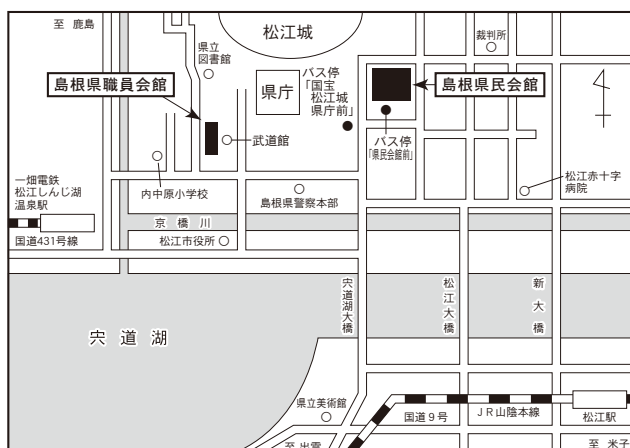 至 鹿島
松江城
裁判所
県立
図書館
バス停
「国宝
松江城
県庁前」
県庁
島根県職員会館
島根県民会館
武道館
バス停
「県民会館前」
一畑電鉄
松江しんじ湖
温泉駅
内中原小学校
島根県警察本部
松江赤十字
病院
京橋川
国道431号線
松江市役所
宍道湖大橋
松江大橋
新大橋
宍道湖
県立美術館
国道9号
JR山陰本線
松江駅
至 出雲
至 米子